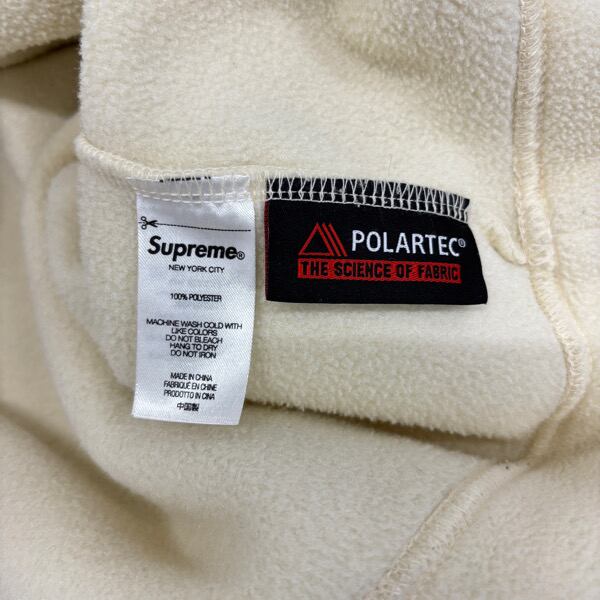 Supreme®
NEW YORK CITY
100% POLYESTER
MACHINE WASH COLD WITH
LIKE COLORS
DO NOT BLEACH
HANG TO DRY
DO NOT IRON
MADE IN CHINA
FABRIQUÉ EN CHINE
PRODOTTO IN CINA
中国製
POLARTEC®
THE SCIENCE OF FABRIC